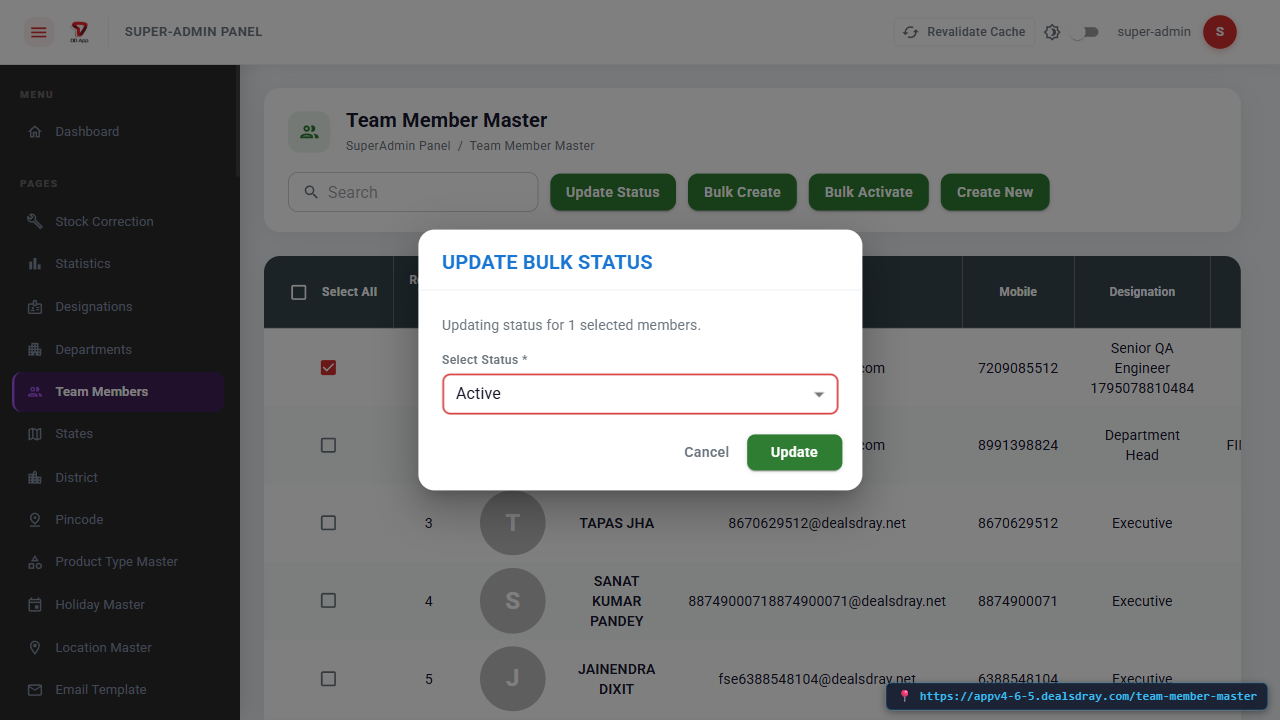 SUPER-ADMIN PANEL
Revalidate Cache
super-admin
S
MENU
Dashboard
PAGES
Stock Correction
Statistics
Designations
Departments
Team Members
States
District
Pincode
Product Type Master
Holiday Master
Location Master
Email Template
Team Member Master
SuperAdmin Panel / Team Member Master
Search
Update Status
Bulk Create
Bulk Activate
Create New
Select All
Mobile
Designation
UPDATE BULK STATUS
Updating status for 1 selected members.
Select Status *
Active
Cancel
Update
com
7209085512
Senior QA
Engineer
1795078810484
com
8991398824
Department
Head
3
T
TAPAS JHA
8670629512@dealsdray.net
8670629512
Executive
4
S
SANAT
KUMAR
PANDEY
88749000718874900071@dealsdray.net
8874900071
Executive
5
J
JAINENDRA
DIXIT
fse6388548104@dealsdray.net
6388548104
Executive
https://appv4-6-5.dealsdray.com/team-member-master